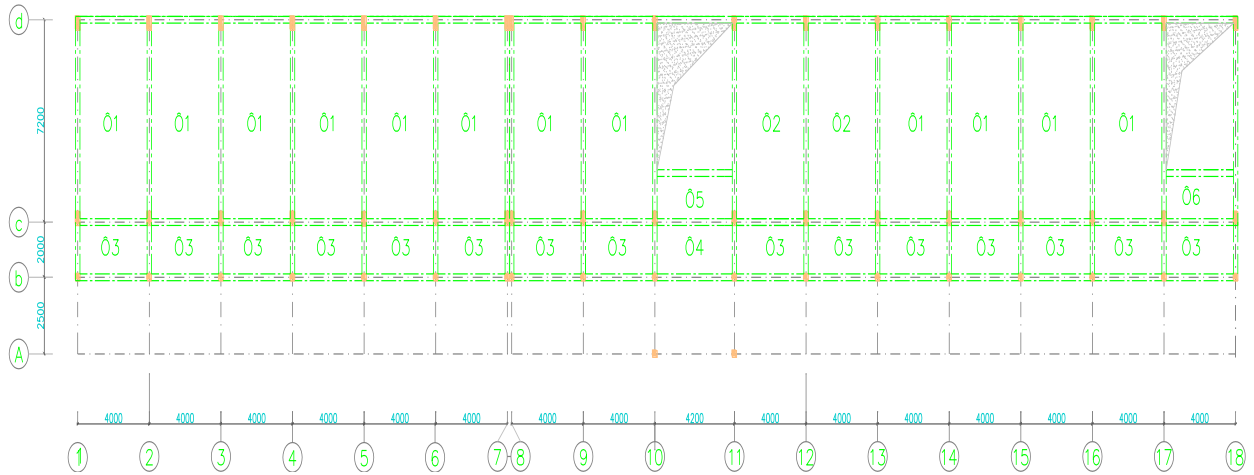 d
7200
Ô1 Ô1 Ô1 Ô1 Ô1 Ô1 Ô1 Ô1 Ô2 Ô2 Ô1 Ô1 Ô1 Ô1
Ô5 Ô6
c
2000
Ô3 Ô3 Ô3 Ô3 Ô3 Ô3 Ô3 Ô3 Ô4 Ô3 Ô3 Ô3 Ô3 Ô3 Ô3 Ô3
b
2500
A
4000 4000 4000 4000 4000 4000 4000 4000 4200 4000 4000 4000 4000 4000 4000 4000
1 2 3 4 5 6 7 8 9 10 11 12 13 14 15 16 17 18